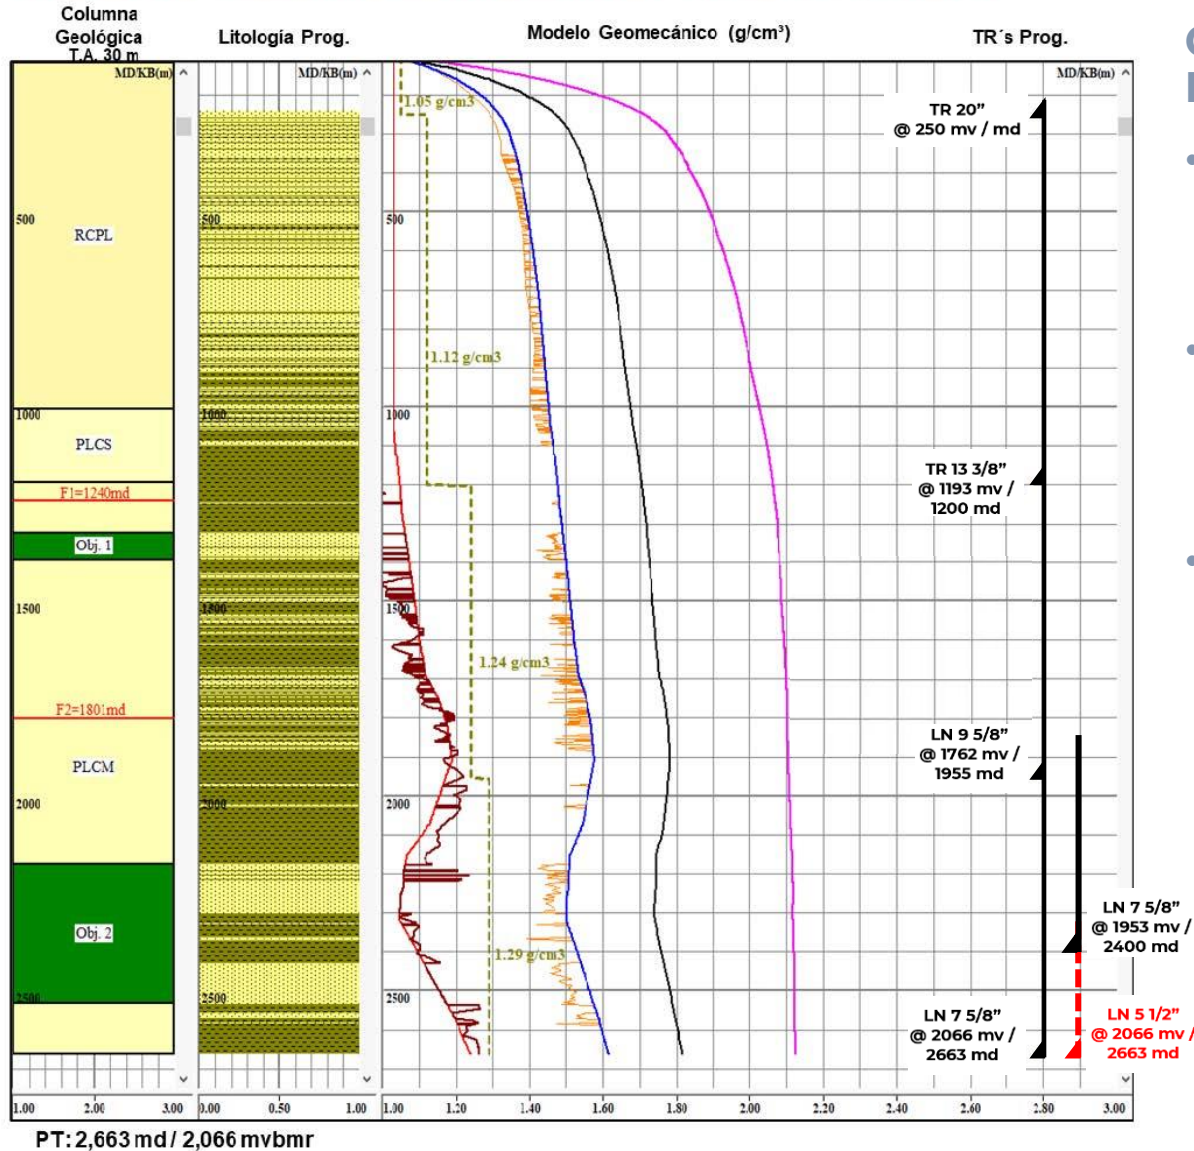 Columna
Geológica
T.A. 30 m
Litología Prog.
Modelo Geomecánico (g/cm³)
TR´s Prog.
MD/KB(m)
MD/KB(m)
MD/KB(m)
1.05 g/cm3
TR 20”
@ 250 mv / md
500
500
500
RCPL
1.12 g/cm3
1000
1000
1000
PLCS
TR 13 3/8”
@ 1193 mv /
1200 md
F1=1240md
Obj. 1
1500
1500
1500
1.24 g/cm3
F2=1801md
LN 9 5/8”
@ 1762 mv /
1955 md
PLCM
2000
2000
2000
LN 7 5/8”
@ 1953 mv /
2400 md
Obj. 2
1.29 g/cm3
2500
2500
2500
LN 7 5/8”
@ 2066 mv /
2663 md
LN 5 1/2”
@ 2066 mv /
2663 md
1.00 2.00 3.00
0.00 0.50 1.00
1.00 1.20 1.40 1.60 1.80 2.00 2.20 2.40 2.60 2.80 3.00
PT: 2,663 md / 2,066 mvbmr